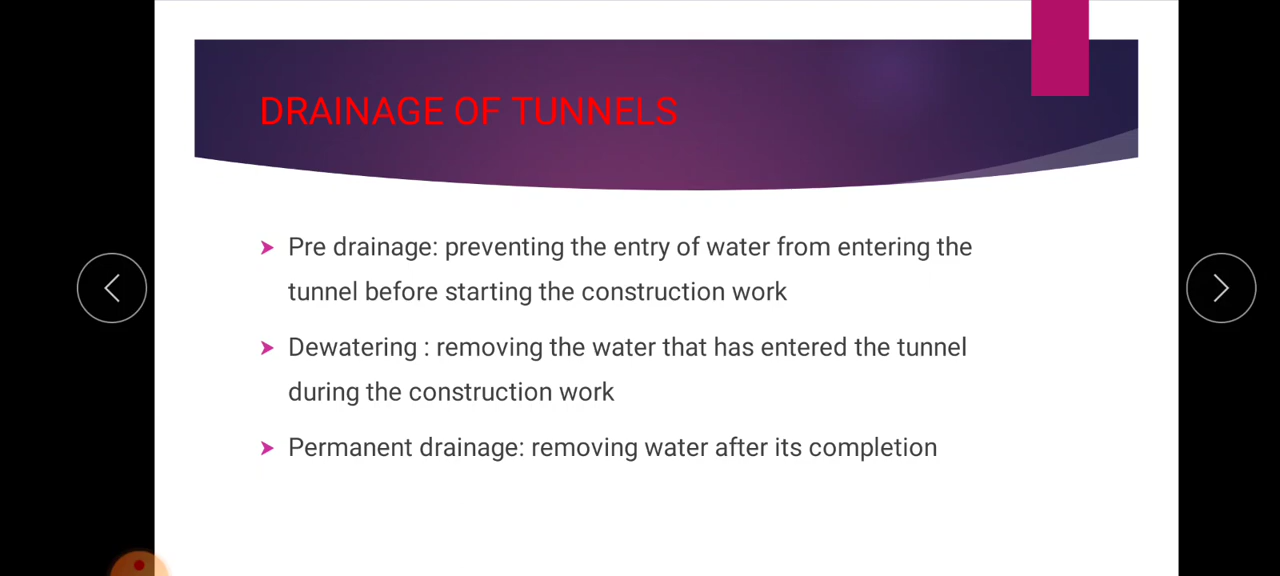 DRAINAGE OF TUNNELS
Pre drainage: preventing the entry of water from entering the
tunnel before starting the construction work
Dewatering : removing the water that has entered the tunnel
during the construction work
Permanent drainage: removing water after its completion